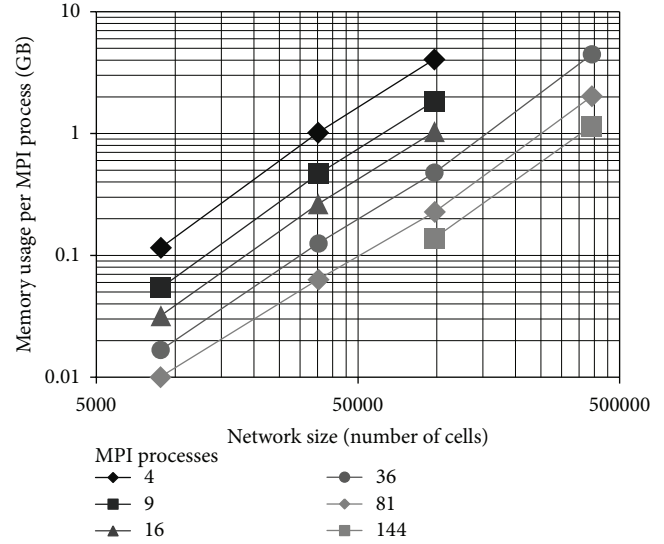 Memory usage per MPI process (GB)
10
1
0.1
0.01
5000 50000 500000
Network size (number of cells)
MPI processes
4 36
9 81
16 144